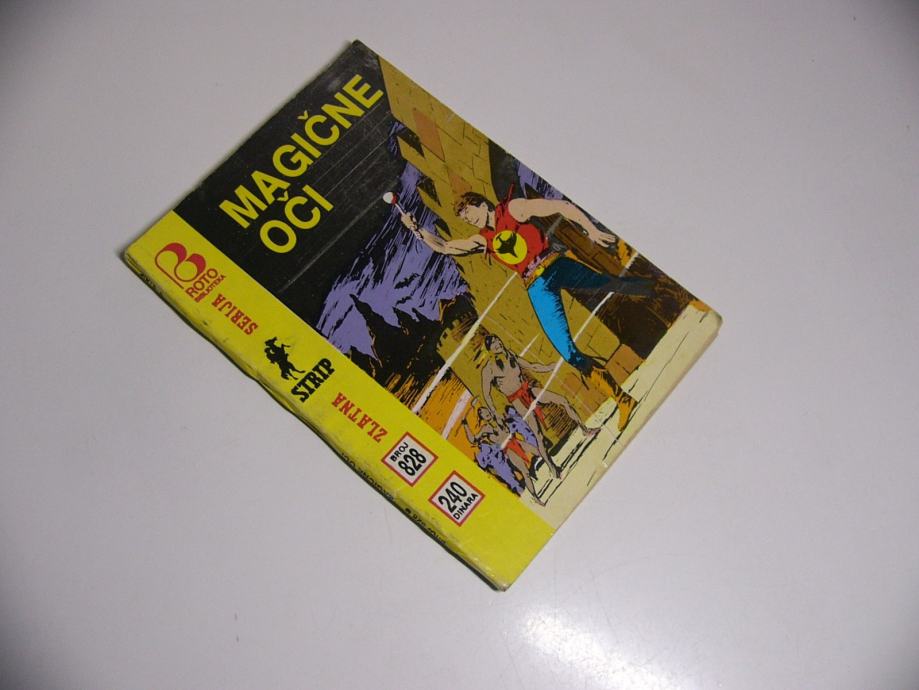 MAGIČNE
OČI
ROTO
BIBLIOTEKA
SERIJA
STRIP
ZLATNA
BROJ
828
240
DINARA